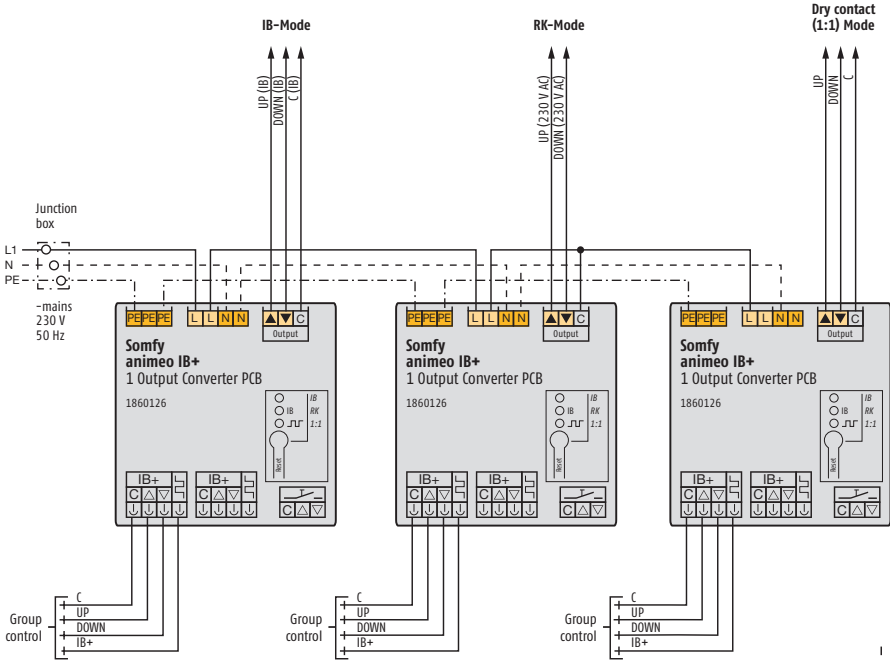 IB-Mode
RK-Mode
Dry contact
(1:1) Mode
UP (IB)
DOWN (IB)
C (IB)
UP (230 V AC)
DOWN (230 V AC)
UP
DOWN
C
Junction
box
L1
N
PE
~mains
230 V
50 Hz
PE PE PE L L N N C
Output
Somfy
animeo IB+
1 Output Converter PCB
1860126
IB
IB RK
1:1
Reset
IB+ IB+
C C
C
PE PE PE L L N N C
Output
Somfy
animeo IB+
1 Output Converter PCB
1860126
IB
IB RK
1:1
Reset
IB+ IB+
C C
C
PE PE PE L L N N C
Output
Somfy
animeo IB+
1 Output Converter PCB
1860126
IB
IB RK
1:1
Reset
IB+ IB+
C C
C
Group
control
C
UP
DOWN
IB+
Group
control
C
UP
DOWN
IB+
Group
control
C
UP
DOWN
IB+